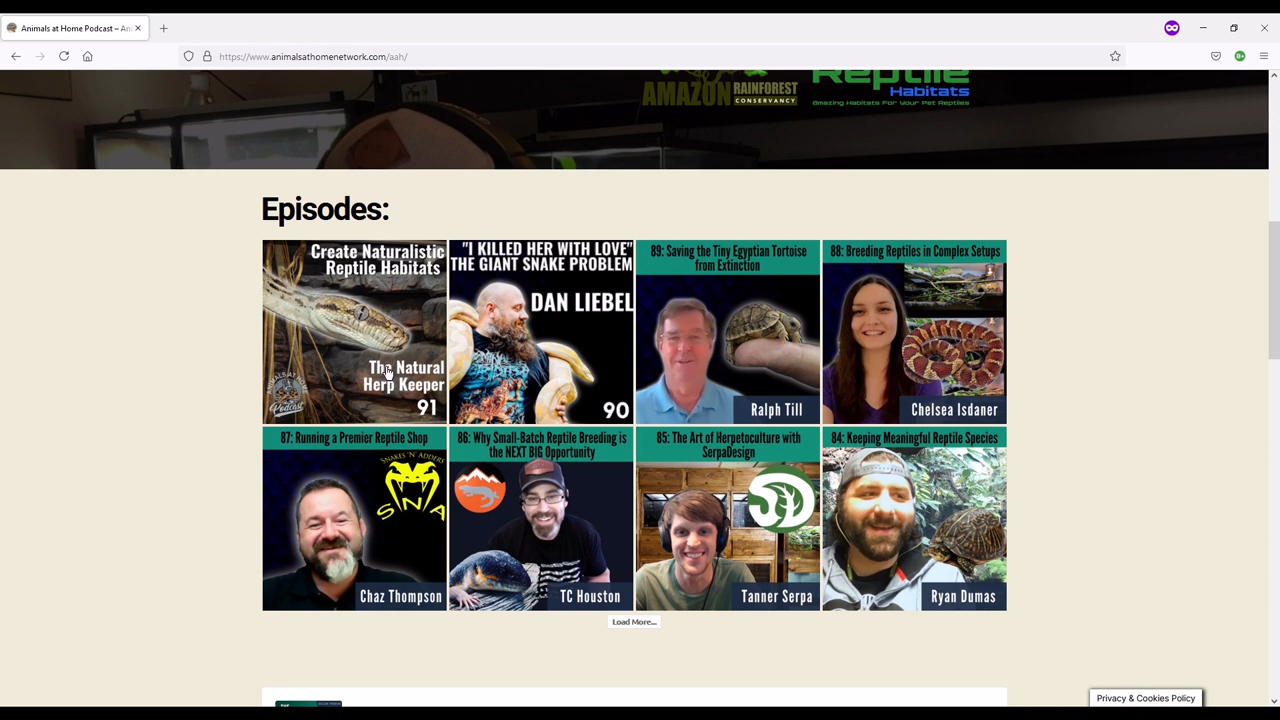 Animals at Home Podcast – An
https://www.animalsathomenetwork.com/aah/
AMAZON RAINFOREST
CONSERVANCY
Reptile
Habitats
Amazing Habitats For Your Pet Reptiles
Episodes:
Create Naturalistic
Reptile Habitats
The Natural
Herp Keeper
91
"I KILLED HER WITH LOVE"
THE GIANT SNAKE PROBLEM
DAN LIEBEL
90
89: Saving the Tiny Egyptian Tortoise
from Extinction
Ralph Till
88: Breeding Reptiles in Complex Setups
Chelsea Isdaner
87: Running a Premier Reptile Shop
SNAKES 'N' ADDERS
SNA
Chaz Thompson
86: Why Small-Batch Reptile Breeding is
the NEXT BIG Opportunity
TC Houston
85: The Art of Herpetoculture with
SerpaDesign
SD
Tanner Serpa
84: Keeping Meaningful Reptile Species
Ryan Dumas
Load More...
Privacy & Cookies Policy